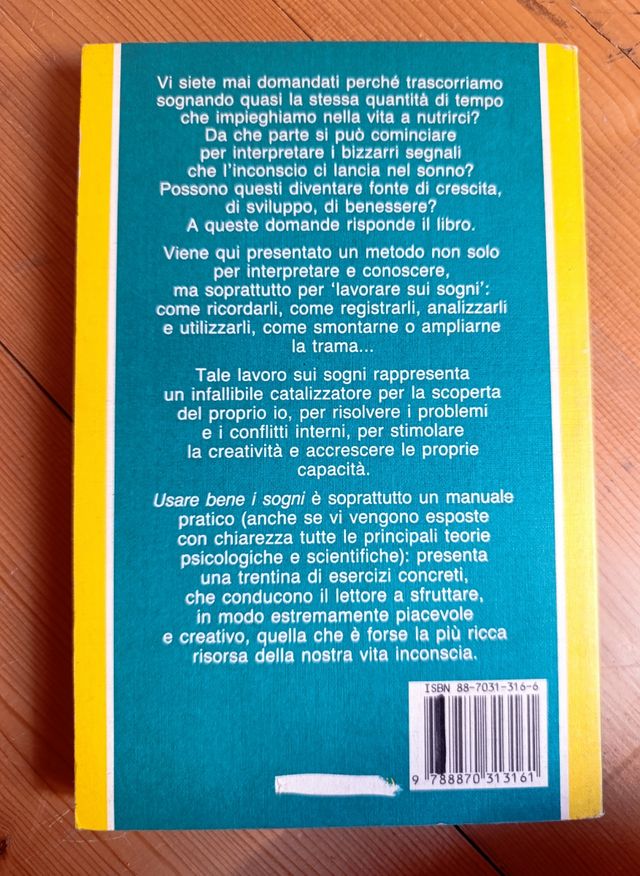 Vi siete mai domandati perché trascorriamo
sognando quasi la stessa quantità di tempo
che impieghiamo nella vita a nutrirci?
Da che parte si può cominciare
per interpretare i bizzarri segnali
che l'inconscio ci lancia nel sonno?
Possono questi diventare fonte di crescita,
di sviluppo, di benessere?
A queste domande risponde il libro.
Viene qui presentato un metodo non solo
per interpretare e conoscere,
ma soprattutto per 'lavorare sui sogni':
come ricordarli, come registrarli, analizzarli
e utilizzarli, come smontarne o ampliarne
la trama...
Tale lavoro sui sogni rappresenta
un infallibile catalizzatore per la scoperta
del proprio io, per risolvere i problemi
e i conflitti interni, per stimolare
la creatività e accrescere le proprie
capacità.
Usare bene i sogni è soprattutto un manuale
pratico (anche se vi vengono esposte
con chiarezza tutte le principali teorie
psicologiche e scientifiche): presenta
una trentina di esercizi concreti,
che conducono il lettore a sfruttare,
in modo estremamente piacevole
e creativo, quella che è forse la più ricca
risorsa della nostra vita inconscia.
ISBN 88-7031-316-6
9 788870 313161